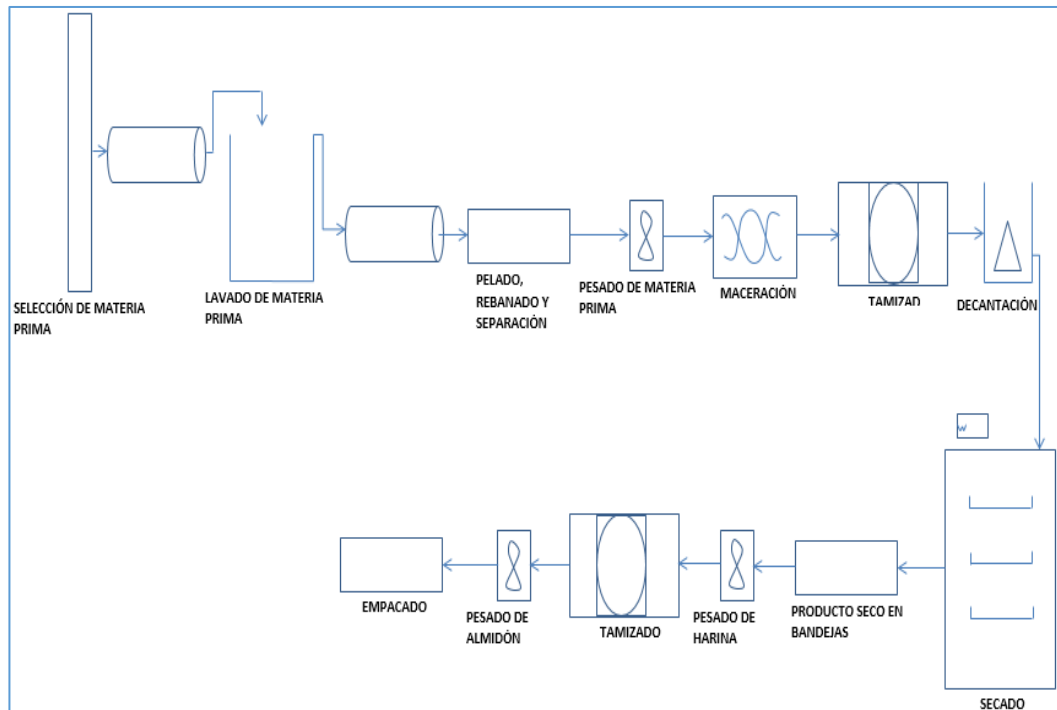 SELECCIÓN DE MATERIA
PRIMA
LAVADO DE MATERIA
PRIMA
PELADO,
REBANADO Y
SEPARACIÓN
PESADO DE MATERIA
PRIMA
MACERACIÓN
TAMIZAD
DECANTACIÓN
w
SECADO
PRODUCTO SECO EN
BANDEJAS
PESADO DE
HARINA
TAMIZADO
PESADO DE
ALMIDÓN
EMPACADO